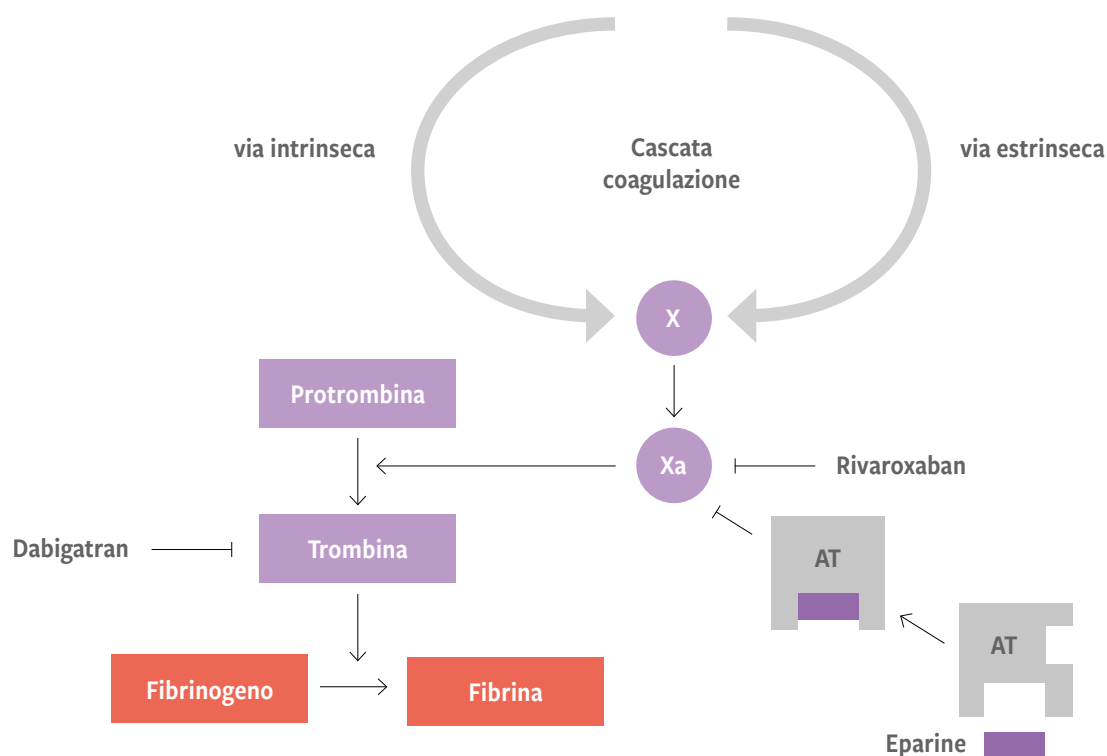 via intrinseca
Cascata
coagulazione
via estrinseca
X
Protrombina
Xa
Rivaroxaban
Dabigatran
Trombina
AT
AT
Fibrinogeno
Fibrina
Eparine